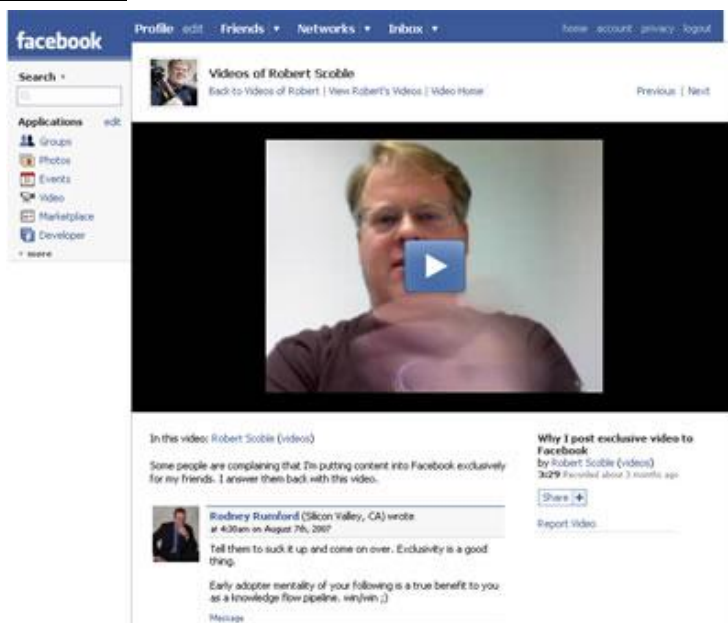 facebook
Profile edit Friends Networks Inbox
home account privacy logout
Search
Applications edit
Groups
Photos
Events
Video
Marketplace
Developer
more
Videos of Robert Scoble
Back to Videos of Robert | View Robert's Videos | Video Home
Previous | Next
In this video: Robert Scoble (videos)
Some people are complaining that I'm putting content into Facebook exclusively
for my friends. I answer them back with this video.
Rodney Rumford (Silicon Valley, CA) wrote
at 4:30am on August 7th, 2007
Tell them to suck it up and come on over. Exclusivity is a good
thing.
Early adopter mentality of your following is a true benefit to you
as a knowledge flow pipeline. win/win ;)
Message
Why I post exclusive video to
Facebook
by Robert Scoble (videos)
3:29 Recorded about 3 months ago
Share +
Report Video